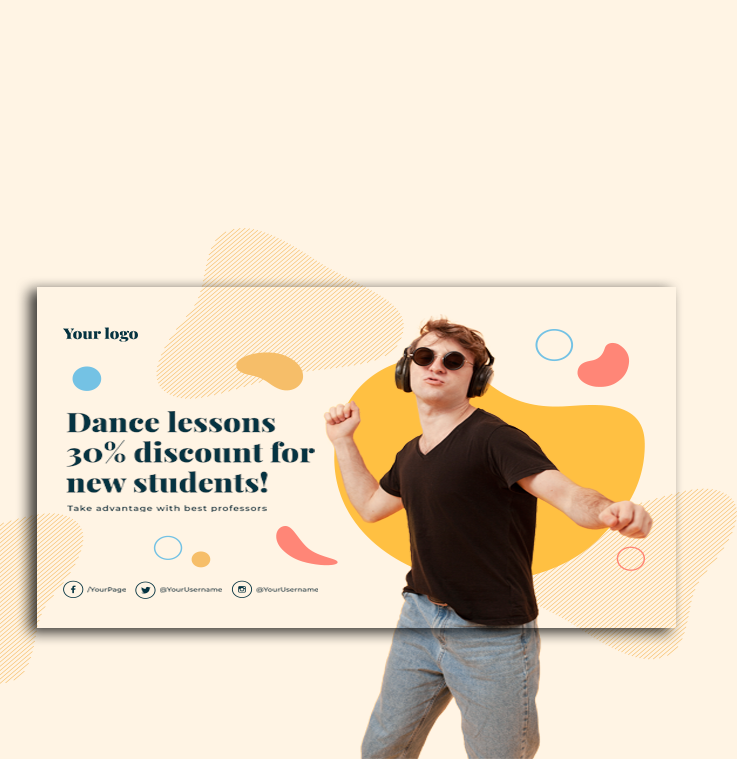 Your logo
Dance lessons
30% discount for
new students!
Take advantage with best professors
/YourPage @YourUsername @YourUsername